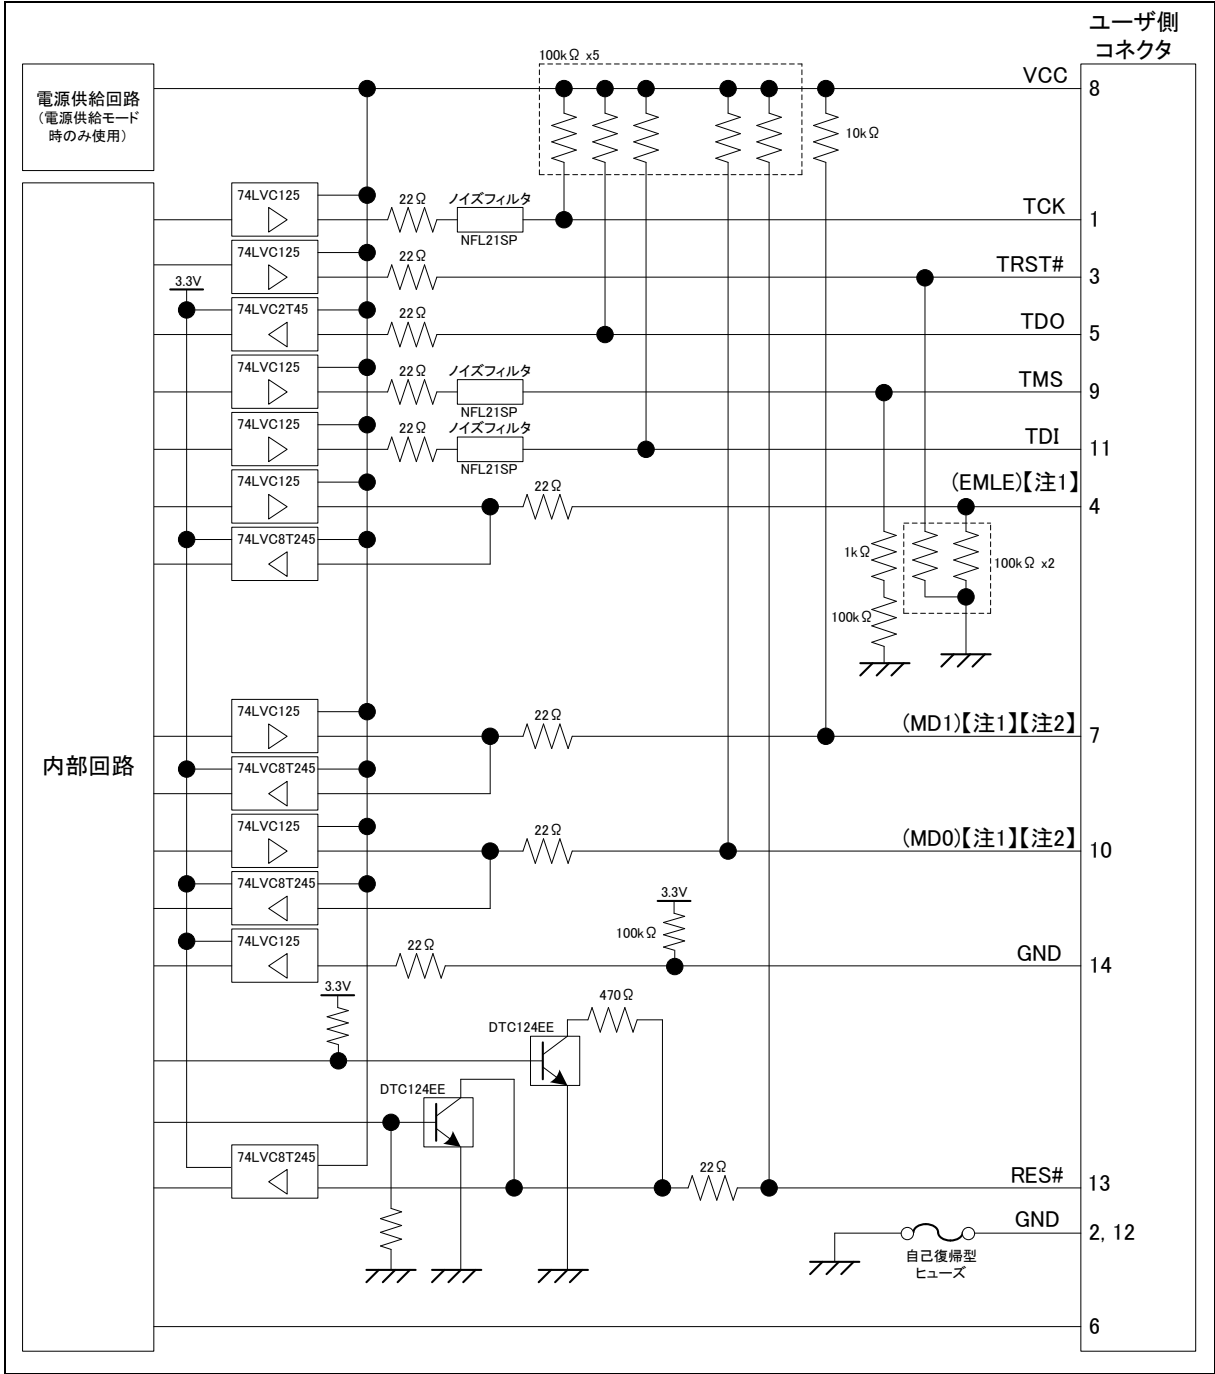 ユーザ側
コネクタ
100kΩ x5
VCC
8
電源供給回路
(電源供給モード
時のみ使用)
10kΩ
74LVC125
22Ω
ノイズフィルタ
NFL21SP
TCK
1
74LVC125
22Ω
TRST#
3
3.3V
74LVC2T45
22Ω
TDO
5
74LVC125
22Ω
ノイズフィルタ
NFL21SP
TMS
9
74LVC125
22Ω
ノイズフィルタ
NFL21SP
TDI
11
74LVC125
22Ω
(EMLE)【注1】
4
74LVC8T245
1kΩ
100kΩ x2
100kΩ
内部回路
74LVC125
22Ω
(MD1)【注1】【注2】
7
74LVC8T245
74LVC125
22Ω
(MD0)【注1】【注2】
10
74LVC8T245
3.3V
100kΩ
74LVC125
22Ω
GND
14
3.3V
470Ω
DTC124EE
DTC124EE
74LVC8T245
22Ω
RES#
13
GND
2, 12
自己復帰型
ヒューズ
6